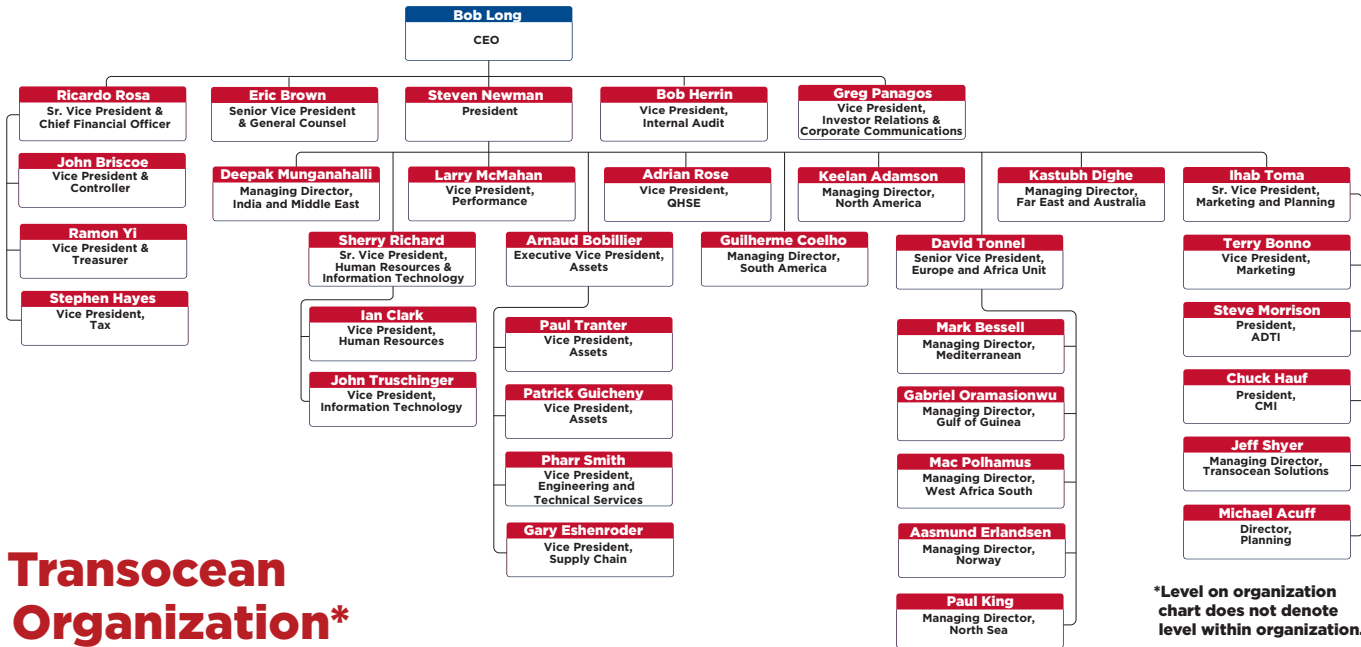 Bob Long
CEO
Ricardo Rosa
Sr. Vice President &
Chief Financial Officer
Eric Brown
Senior Vice President
& General Counsel
Steven Newman
President
Bob Herrin
Vice President,
Internal Audit
Greg Panagos
Vice President,
Investor Relations &
Corporate Communications
John Briscoe
Vice President &
Controller
Ramon Yi
Vice President &
Treasurer
Stephen Hayes
Vice President,
Tax
Deepak Munganahalli
Managing Director,
India and Middle East
Larry McMahan
Vice President,
Performance
Adrian Rose
Vice President,
QHSE
Keelan Adamson
Managing Director,
North America
Kastubh Dighe
Managing Director,
Far East and Australia
Ihab Toma
Sr. Vice President,
Marketing and Planning
Sherry Richard
Sr. Vice President,
Human Resources &
Information Technology
Arnaud Bobillier
Executive Vice President,
Assets
Guilherme Coelho
Managing Director,
South America
David Tonnel
Senior Vice President,
Europe and Africa Unit
Ian Clark
Vice President,
Human Resources
John Truschinger
Vice President,
Information Technology
Paul Tranter
Vice President,
Assets
Patrick Guicheny
Vice President,
Assets
Pharr Smith
Vice President,
Engineering and
Technical Services
Gary Eshenroder
Vice President,
Supply Chain
Mark Bessell
Managing Director,
Mediterranean
Gabriel Oramasionwu
Managing Director,
Gulf of Guinea
Mac Polhamus
Managing Director,
West Africa South
Aasmund Erlandsen
Managing Director,
Norway
Paul King
Managing Director,
North Sea
Terry Bonno
Vice President,
Marketing
Steve Morrison
President,
ADTI
Chuck Hauf
President,
CMI
Jeff Shyer
Managing Director,
Transocean Solutions
Michael Acuff
Director,
Planning
Transocean
Organization*
*Level on organization
chart does not denote
level within organization.